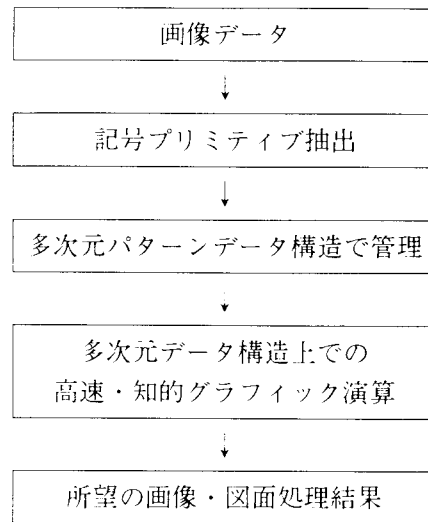 画像データ
記号プリミティブ抽出
多次元パターンデータ構造で管理
多次元データ構造上での
高速・知的グラフィック演算
所望の画像・図面処理結果